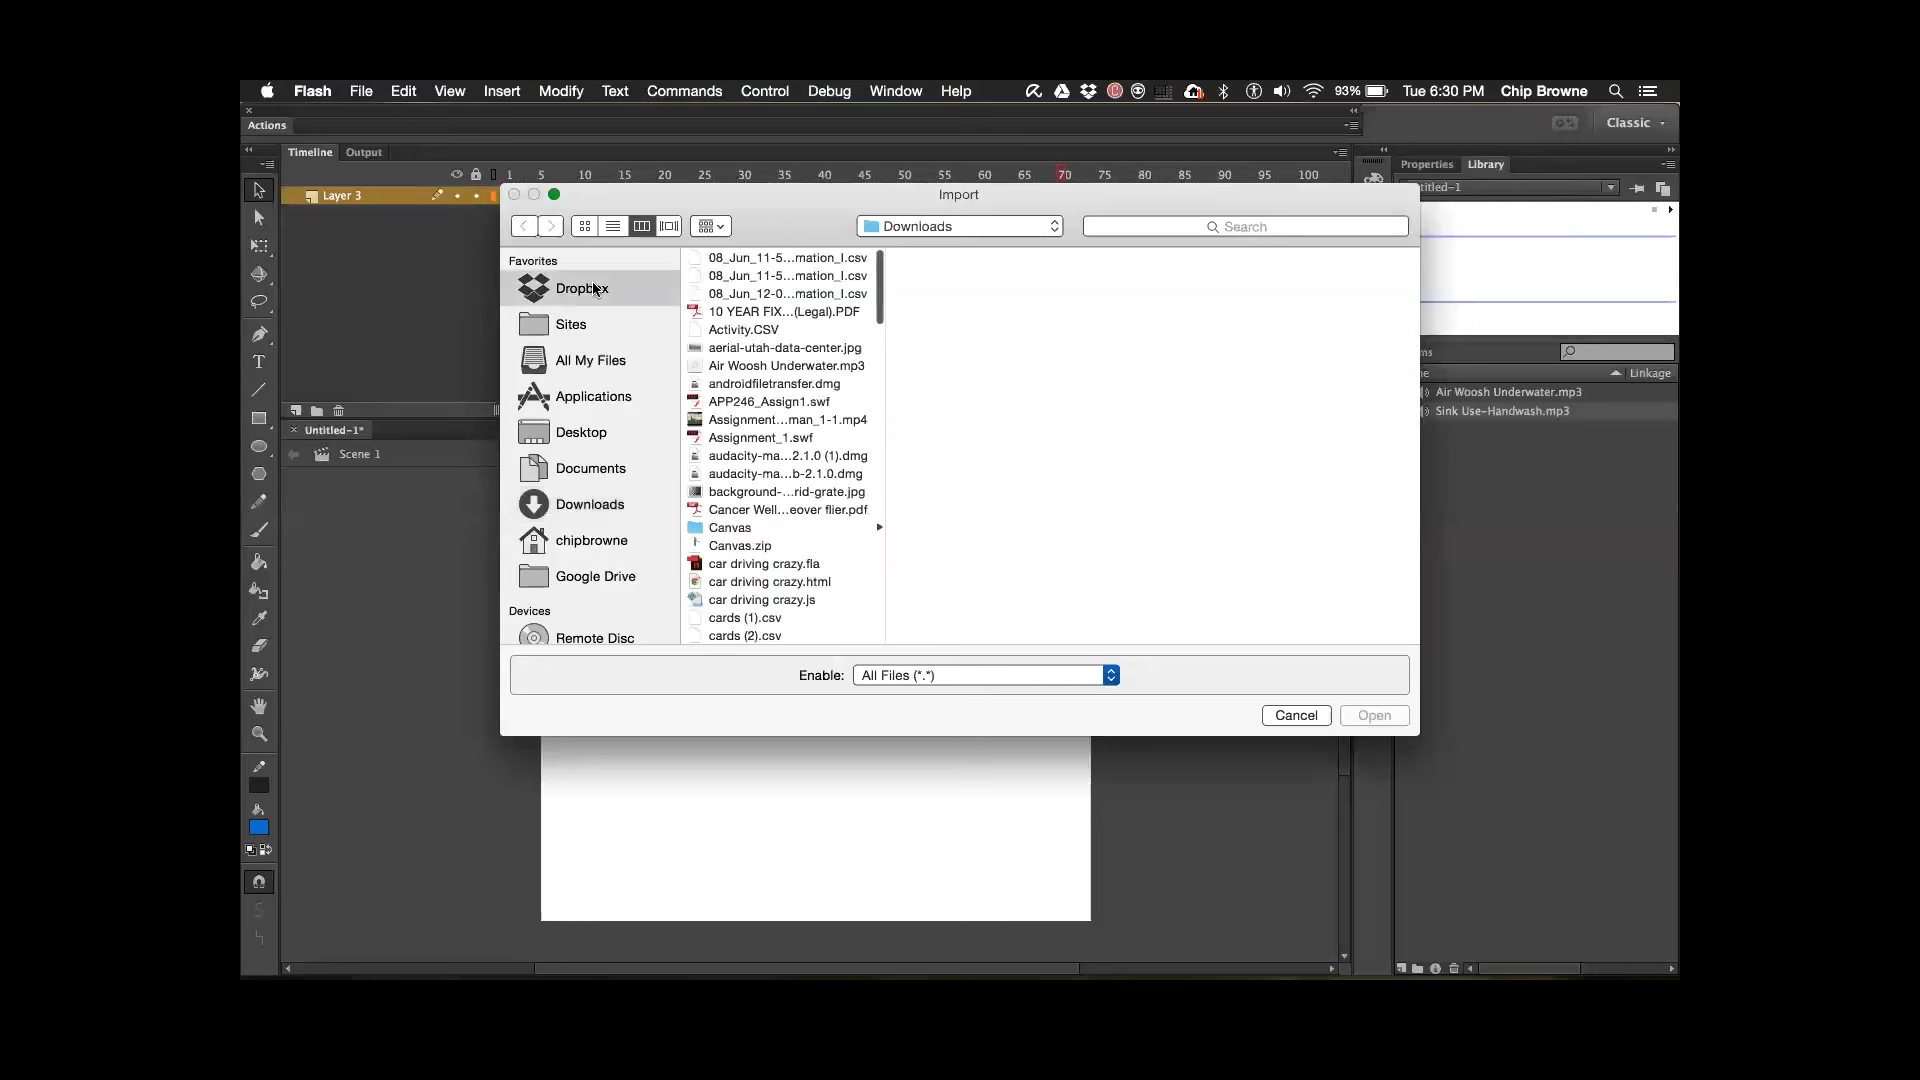 Flash File Edit View Insert Modify Text Commands Control Debug Window Help 93% Tue 6:30 PM Chip Browne
Actions
Classic
Timeline Output
Properties Library
1 5 10 15 20 25 30 35 40 45 50 55 60 65 70 75 80 85 90 95 100
Layer 3
Import
Downloads
Search
Favorites
Dropbox
Sites
All My Files
Applications
Desktop
Documents
Downloads
chipbrowne
Google Drive
Devices
Remote Disc
08_Jun_11-5...mation_I.csv
08_Jun_11-5...mation_I.csv
08_Jun_12-0...mation_I.csv
10 YEAR FIX...(Legal).PDF
Activity.CSV
aerial-utah-data-center.jpg
Air Woosh Underwater.mp3
androidfiletransfer.dmg
APP246_Assign1.swf
Assignment...man_1-1.mp4
Assignment_1.swf
audacity-ma...2.1.0 (1).dmg
audacity-ma...b-2.1.0.dmg
background-...rid-grate.jpg
Cancer Well...eover flier.pdf
Canvas
Canvas.zip
car driving crazy.fla
car driving crazy.html
car driving crazy.js
cards (1).csv
cards (2).csv
Enable: All Files (*.*)
Cancel Open
Untitled-1*
Scene 1
titled-1
ms
ne Linkage
Air Woosh Underwater.mp3
Sink Use-Handwash.mp3